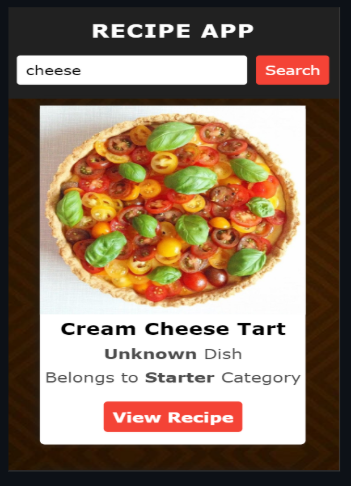 RECIPE APP
cheese
Search
Cream Cheese Tart
Unknown Dish
Belongs to Starter Category
View Recipe